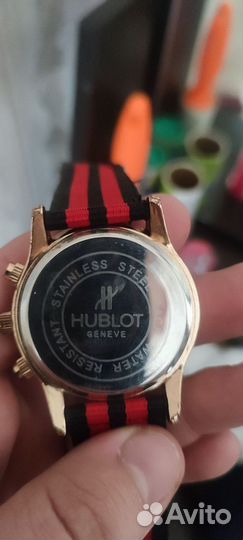 STAINLESS STEEL
HUBLOT
GENEVE
WATER RESISTANT
Avito